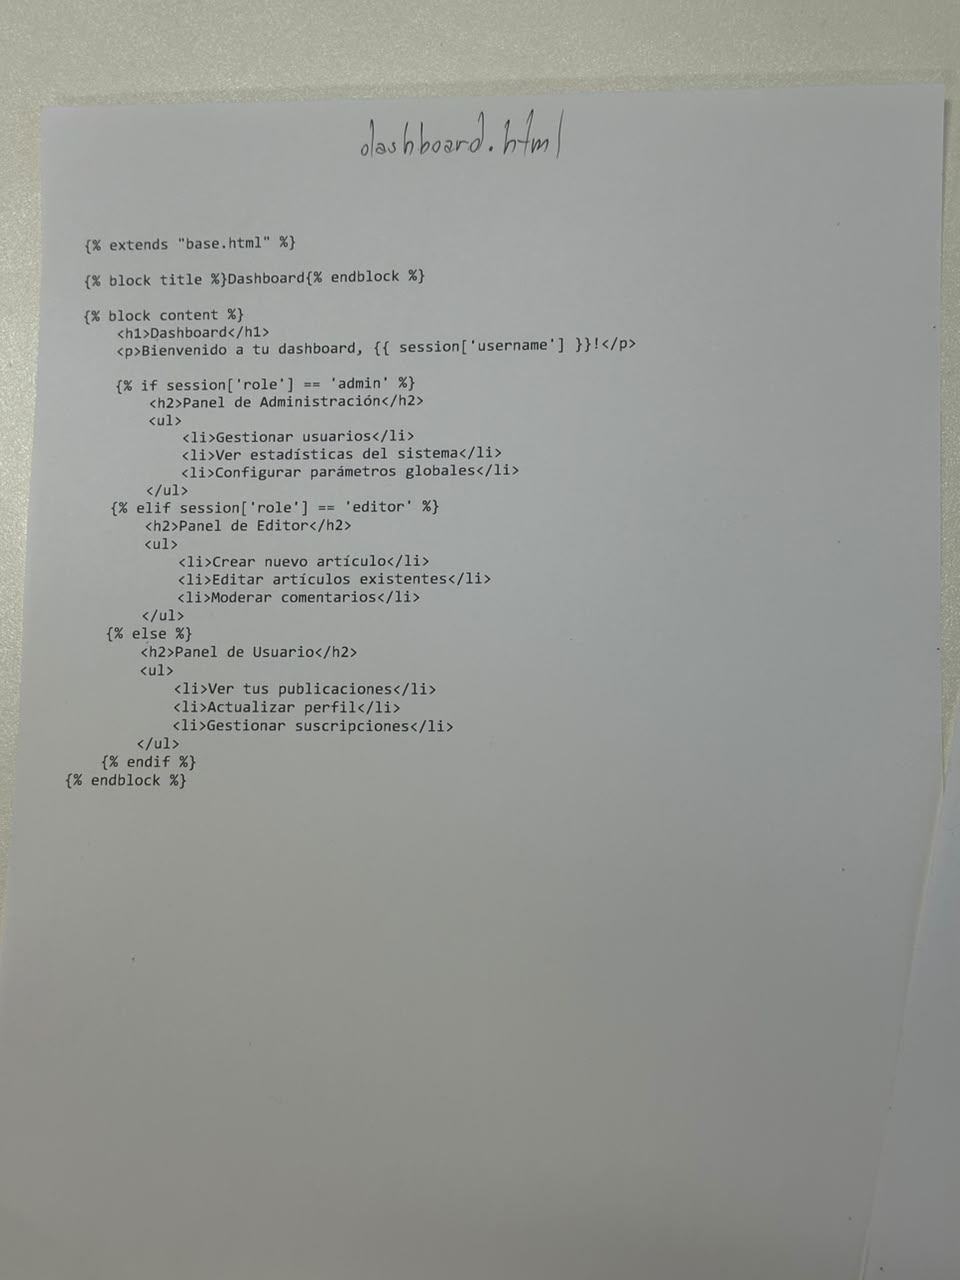 dashboard.html
{% extends "base.html" %}
{% block title %}Dashboard{% endblock %}
{% block content %}
<h1>Dashboard</h1>
<p>Bienvenido a tu dashboard, {{ session['username'] }}!</p>
{% if session['role'] == 'admin' %}
<h2>Panel de Administración</h2>
<ul>
<li>Gestionar usuarios</li>
<li>Ver estadísticas del sistema</li>
<li>Configurar parámetros globales</li>
</ul>
{% elif session['role'] == 'editor' %}
<h2>Panel de Editor</h2>
<ul>
<li>Crear nuevo artículo</li>
<li>Editar artículos existentes</li>
<li>Moderar comentarios</li>
</ul>
{% else %}
<h2>Panel de Usuario</h2>
<ul>
<li>Ver tus publicaciones</li>
<li>Actualizar perfil</li>
<li>Gestionar suscripciones</li>
</ul>
{% endif %}
{% endblock %}